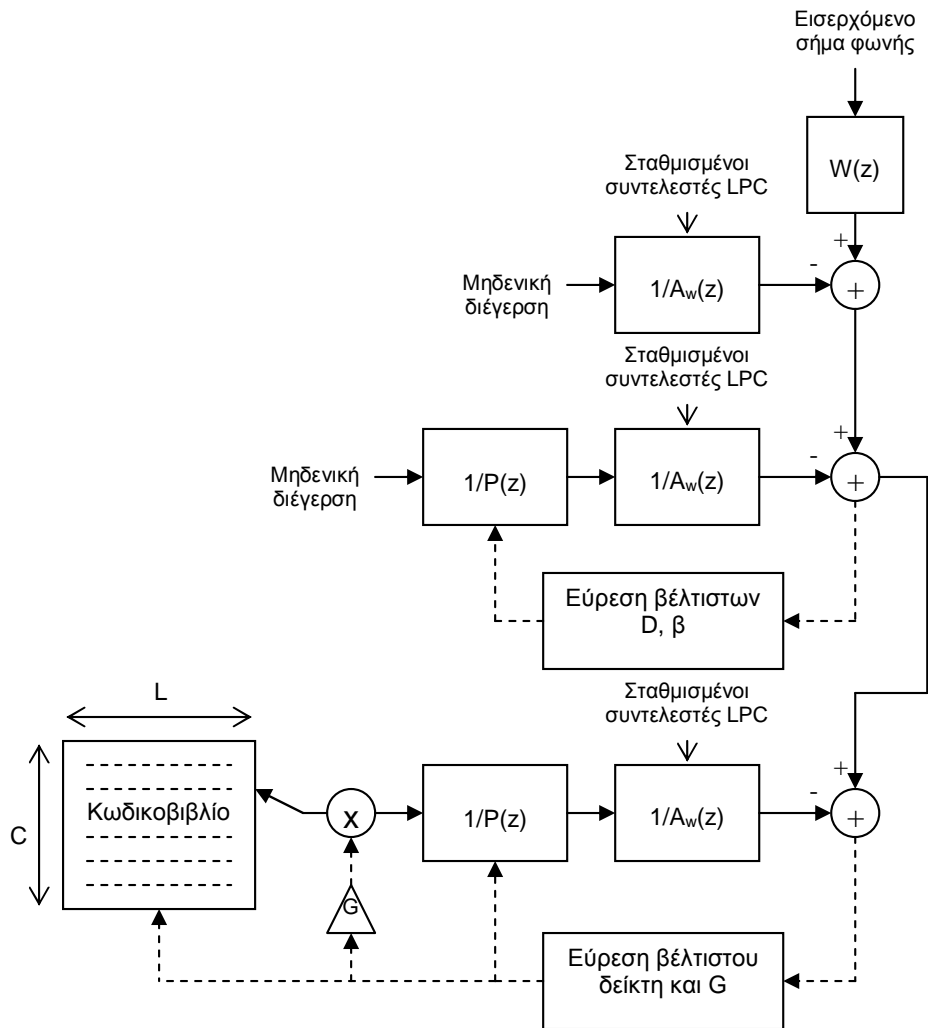 Εισερχόμενο
σήμα φωνής
W(z)
Σταθμισμένοι
συντελεστές LPC
+
-
Μηδενική
διέγερση
1/Aw(z)
+
Σταθμισμένοι
συντελεστές LPC
+
-
Μηδενική
διέγερση
1/P(z)
1/Aw(z)
+
Εύρεση βέλτιστων
D, β
L
Σταθμισμένοι
συντελεστές LPC
+
-
C
Κωδικοβιβλίο
x
1/P(z)
1/Aw(z)
+
G
Εύρεση βέλτιστου
δείκτη και G